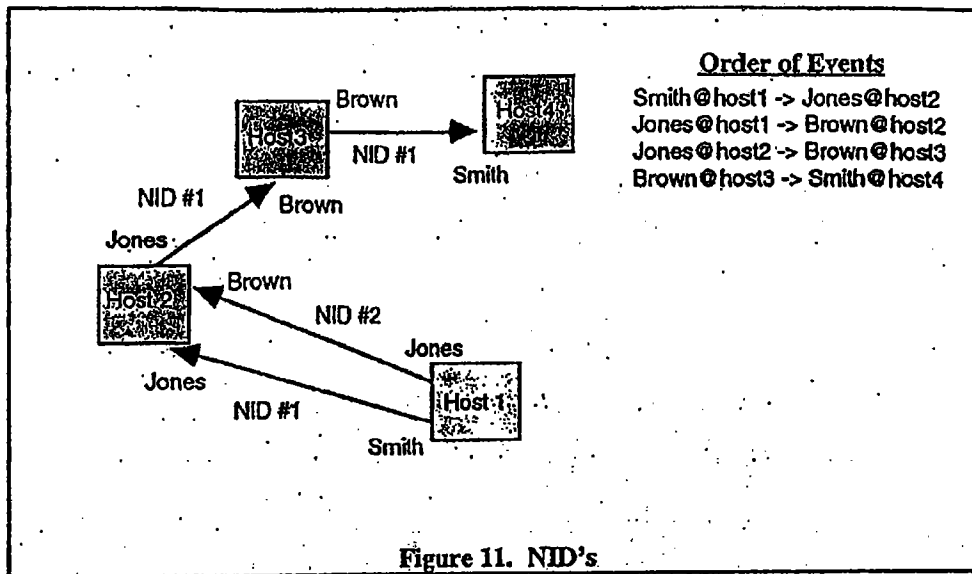 Order of Events
Smith@host1 -> Jones@host2
Jones@host1 -> Brown@host2
Jones@host2 -> Brown@host3
Brown@host3 -> Smith@host4
Brown
Host4
Host3
NID #1
Smith
NID #1
Brown
Jones
Brown
Host 2
NID #2
Jones
Jones
Host 1
NID #1
Smith
Figure 11. NID's